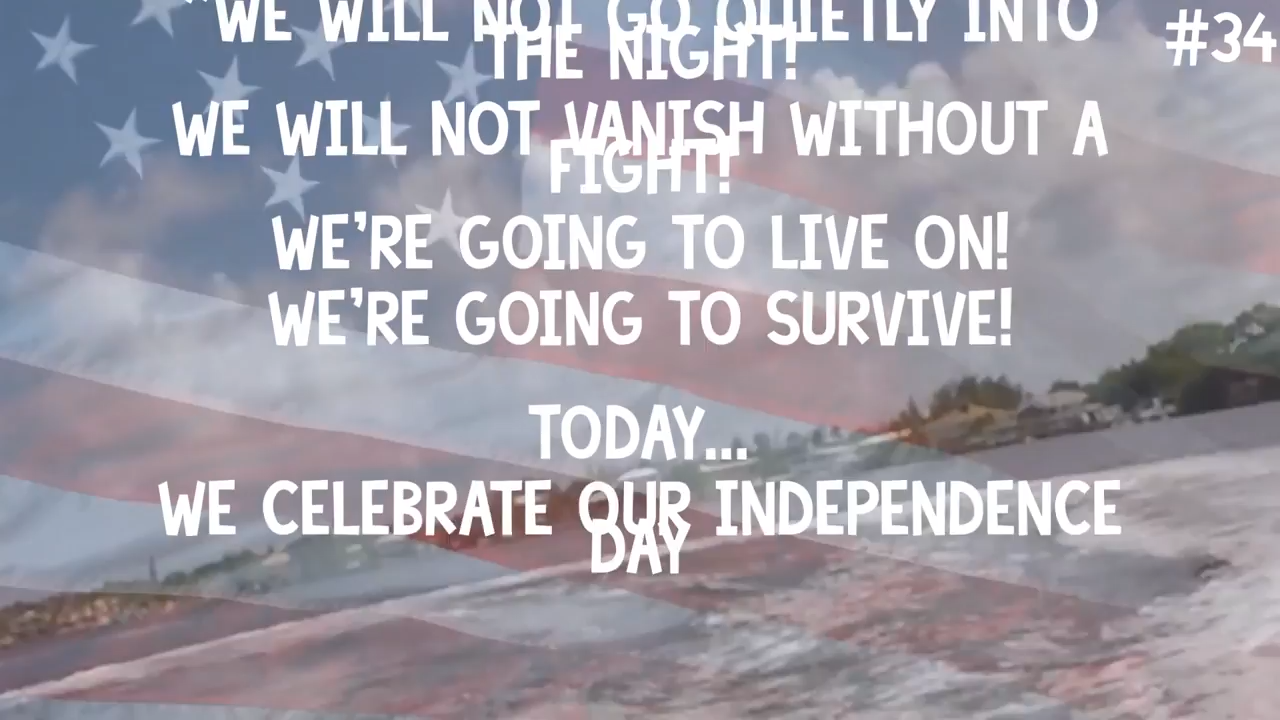 "WE WILL NOT GO QUIETLY INTO
THE NIGHT!
#34
WE WILL NOT VANISH WITHOUT A
FIGHT!
WE'RE GOING TO LIVE ON!
WE'RE GOING TO SURVIVE!
TODAY...
WE CELEBRATE OUR INDEPENDENCE
DAY